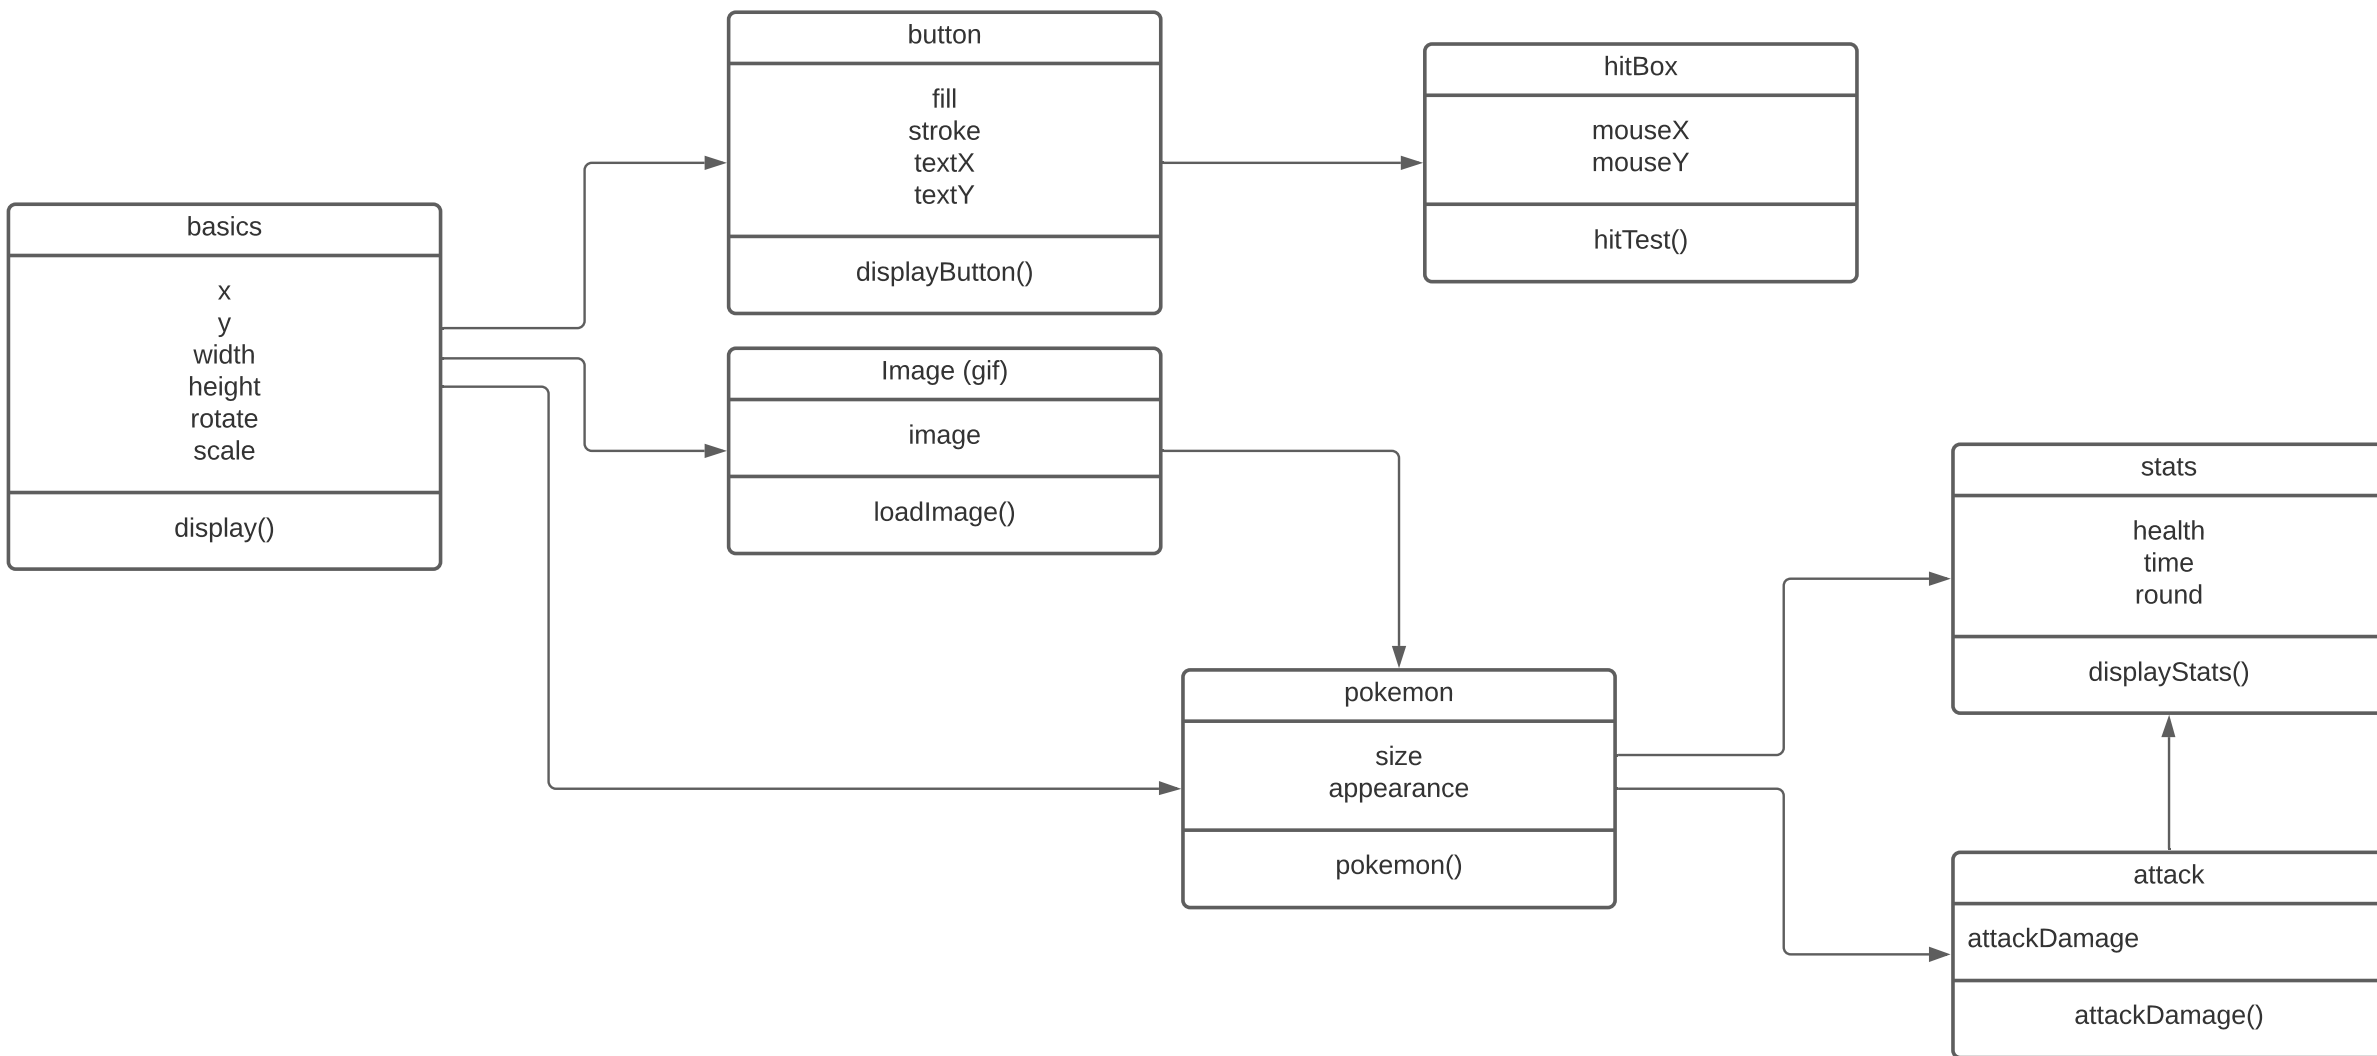 basics
x
y
width
height
rotate
scale
display()
button
fill
stroke
textX
textY
displayButton()
Image (gif)
image
loadImage()
hitBox
mouseX
mouseY
hitTest()
pokemon
size
appearance
pokemon()
stats
health
time
round
displayStats()
attack
attackDamage
attackDamage()